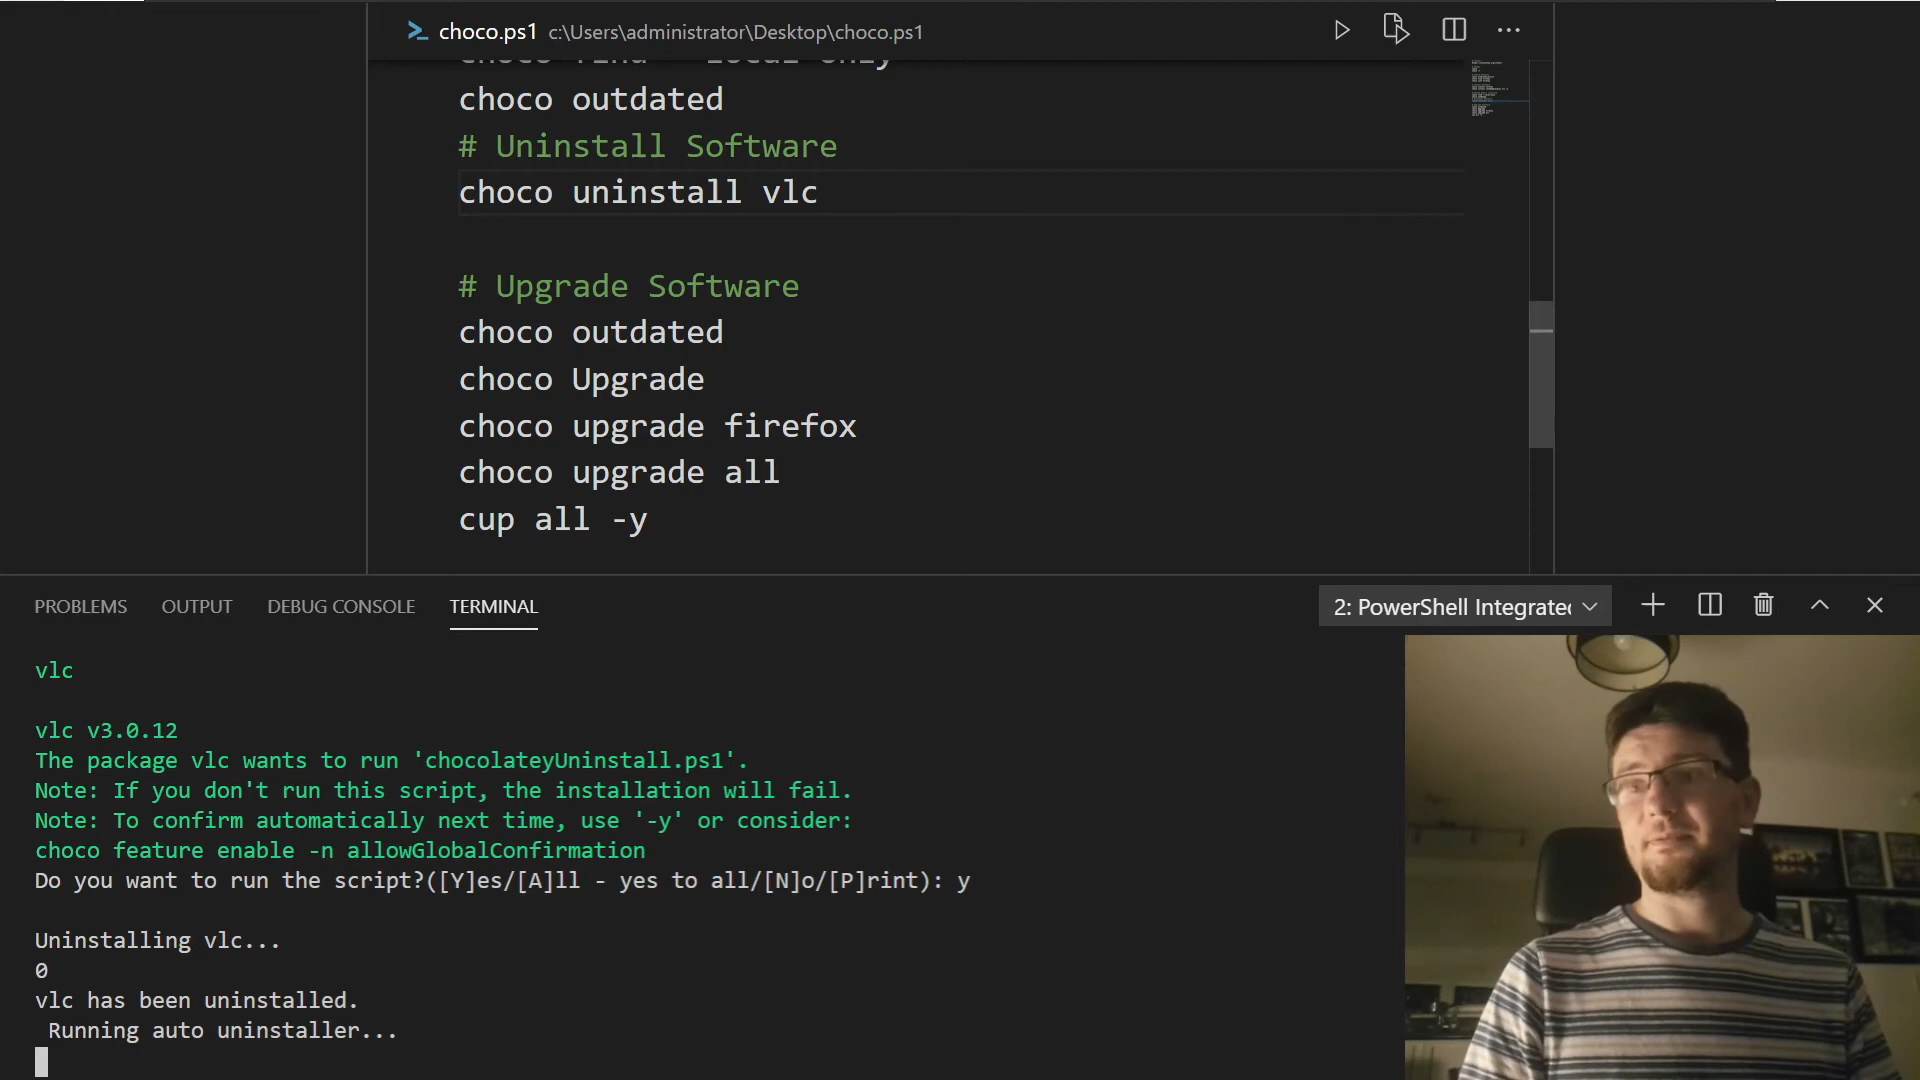 choco.ps1 c:\Users\administrator\Desktop\choco.ps1
choco outdated
# Uninstall Software
choco uninstall vlc
# Upgrade Software
choco outdated
choco Upgrade
choco upgrade firefox
choco upgrade all
cup all -y
PROBLEMS OUTPUT DEBUG CONSOLE TERMINAL 2: PowerShell Integrated
vlc
vlc v3.0.12
The package vlc wants to run 'chocolateyUninstall.ps1'.
Note: If you don't run this script, the installation will fail.
Note: To confirm automatically next time, use '-y' or consider:
choco feature enable -n allowGlobalConfirmation
Do you want to run the script?([Y]es/[A]ll - yes to all/[N]o/[P]rint): y
Uninstalling vlc...
0
vlc has been uninstalled.
Running auto uninstaller...